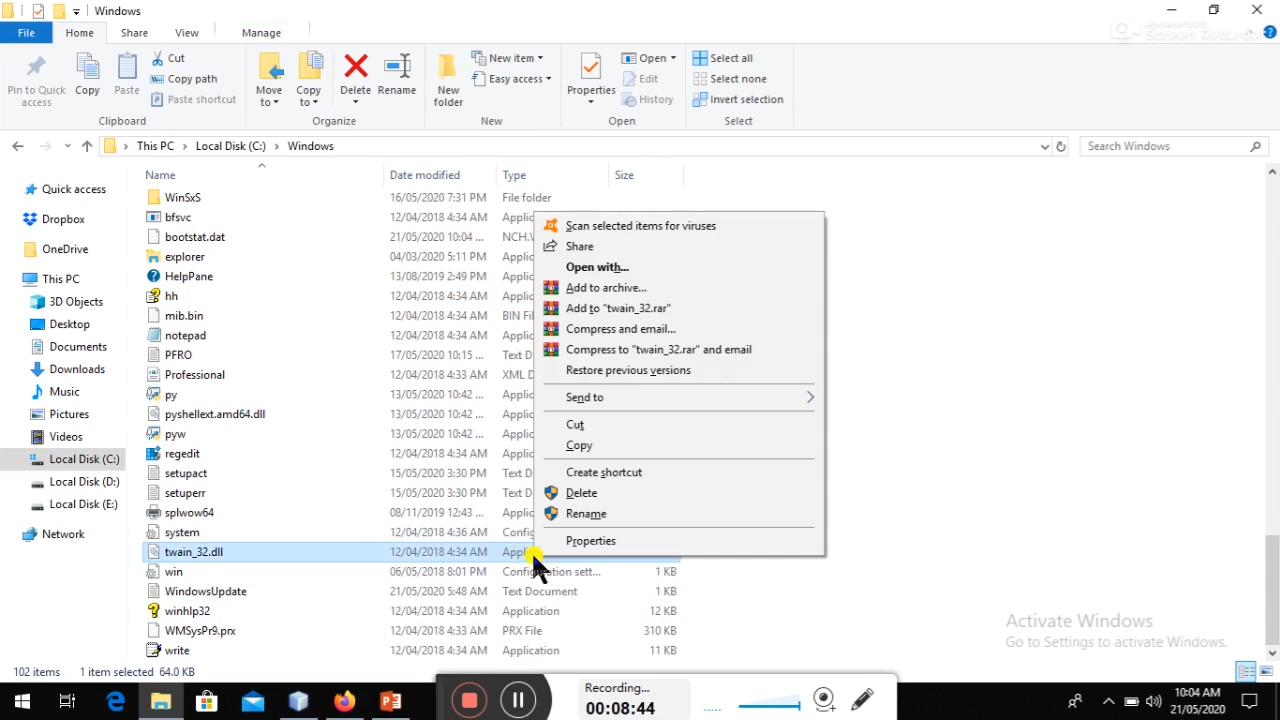 Windows
File Home Share View Manage
Pin to Quick access
Copy
Paste
Cut
Copy path
Paste shortcut
Clipboard
Move to
Copy to
Delete
Rename
Organize
New folder
New item
Easy access
New
Properties
Open
Edit
History
Open
Select all
Select none
Invert selection
Select
This PC > Local Disk (C:) > Windows
Search Windows
Quick access
Dropbox
OneDrive
This PC
3D Objects
Desktop
Documents
Downloads
Music
Pictures
Videos
Local Disk (C:)
Local Disk (D:)
Local Disk (E:)
Network
Name Date modified Type Size
WinSxS 16/05/2020 7:31 PM File folder
bfsvc 12/04/2018 4:34 AM Applic
bootstat.dat 21/05/2020 10:04 ... NCH.V
explorer 04/03/2020 5:11 PM Applic
HelpPane 13/08/2019 2:49 PM Applic
hh 12/04/2018 4:34 AM Applic
mib.bin 12/04/2018 4:34 AM BIN Fi
notepad 12/04/2018 4:34 AM Applic
PFRO 17/05/2020 10:15 ... Text D
Professional 12/04/2018 4:33 AM XML D
py 13/05/2020 10:42 ... Applic
pyshellext.amd64.dll 13/05/2020 10:42 ... Applic
pyw 13/05/2020 10:42 ... Applic
regedit 12/04/2018 4:34 AM Applic
setupact 15/05/2020 3:30 PM Text D
setuperr 15/05/2020 3:30 PM Text D
splwow64 08/11/2019 12:43 ... Applic
system 12/04/2018 4:36 AM Config
twain_32.dll 12/04/2018 4:34 AM Appli
win 06/05/2018 8:01 PM Configuration sett... 1 KB
WindowsUpdate 21/05/2020 5:48 AM Text Document 1 KB
winhlp32 12/04/2018 4:34 AM Application 12 KB
WMSysPr9.prx 12/04/2018 4:33 AM PRX File 310 KB
write 12/04/2018 4:34 AM Application 11 KB
Scan selected items for viruses
Share
Open with...
Add to archive...
Add to "twain_32.rar"
Compress and email...
Compress to "twain_32.rar" and email
Restore previous versions
Send to
Cut
Copy
Create shortcut
Delete
Rename
Properties
Activate Windows
Go to Settings to activate Windows.
102 items 1 item selected 64.0 KB
Recording...
00:08:44
10:04 AM
21/05/2020